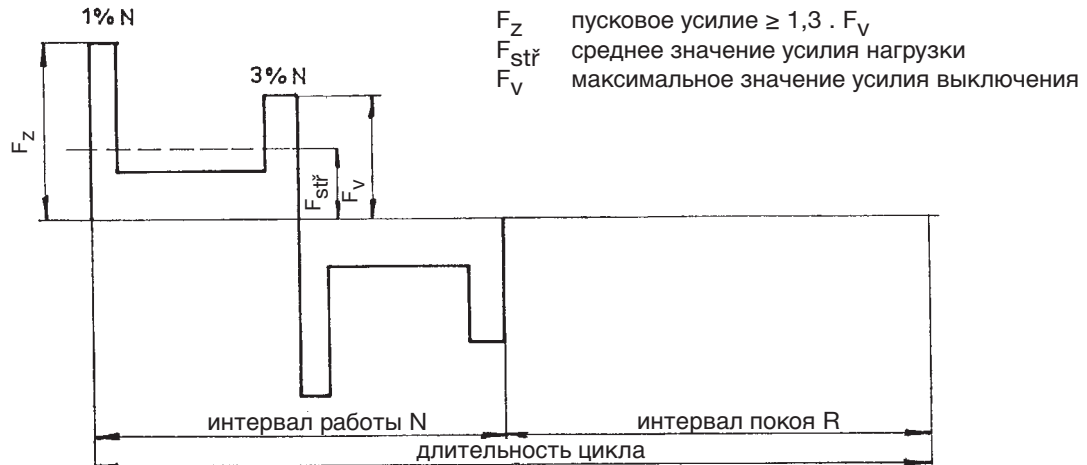 1% N
F_z пусковое усилие ≥ 1,3 . F_v
F_stř среднее значение усилия нагрузки
F_v максимальное значение усилия выключения
3% N
F_z
F_stř
F_v
интервал работы N
интервал покоя R
длительность цикла